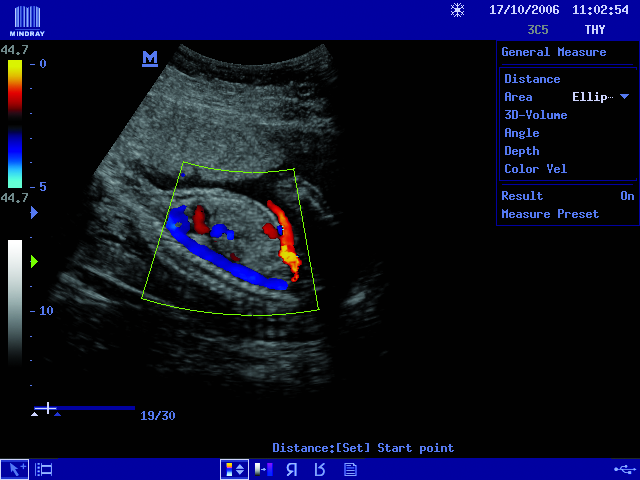 MINDRAY
17/10/2006 11:02:54
3C5 THY
44.7
0
5
44.7
10
M
General Measure
Distance
Area Ellip-
3D-Volume
Angle
Depth
Color Vel
Result On
Measure Preset
19/30
Distance:[Set] Start point